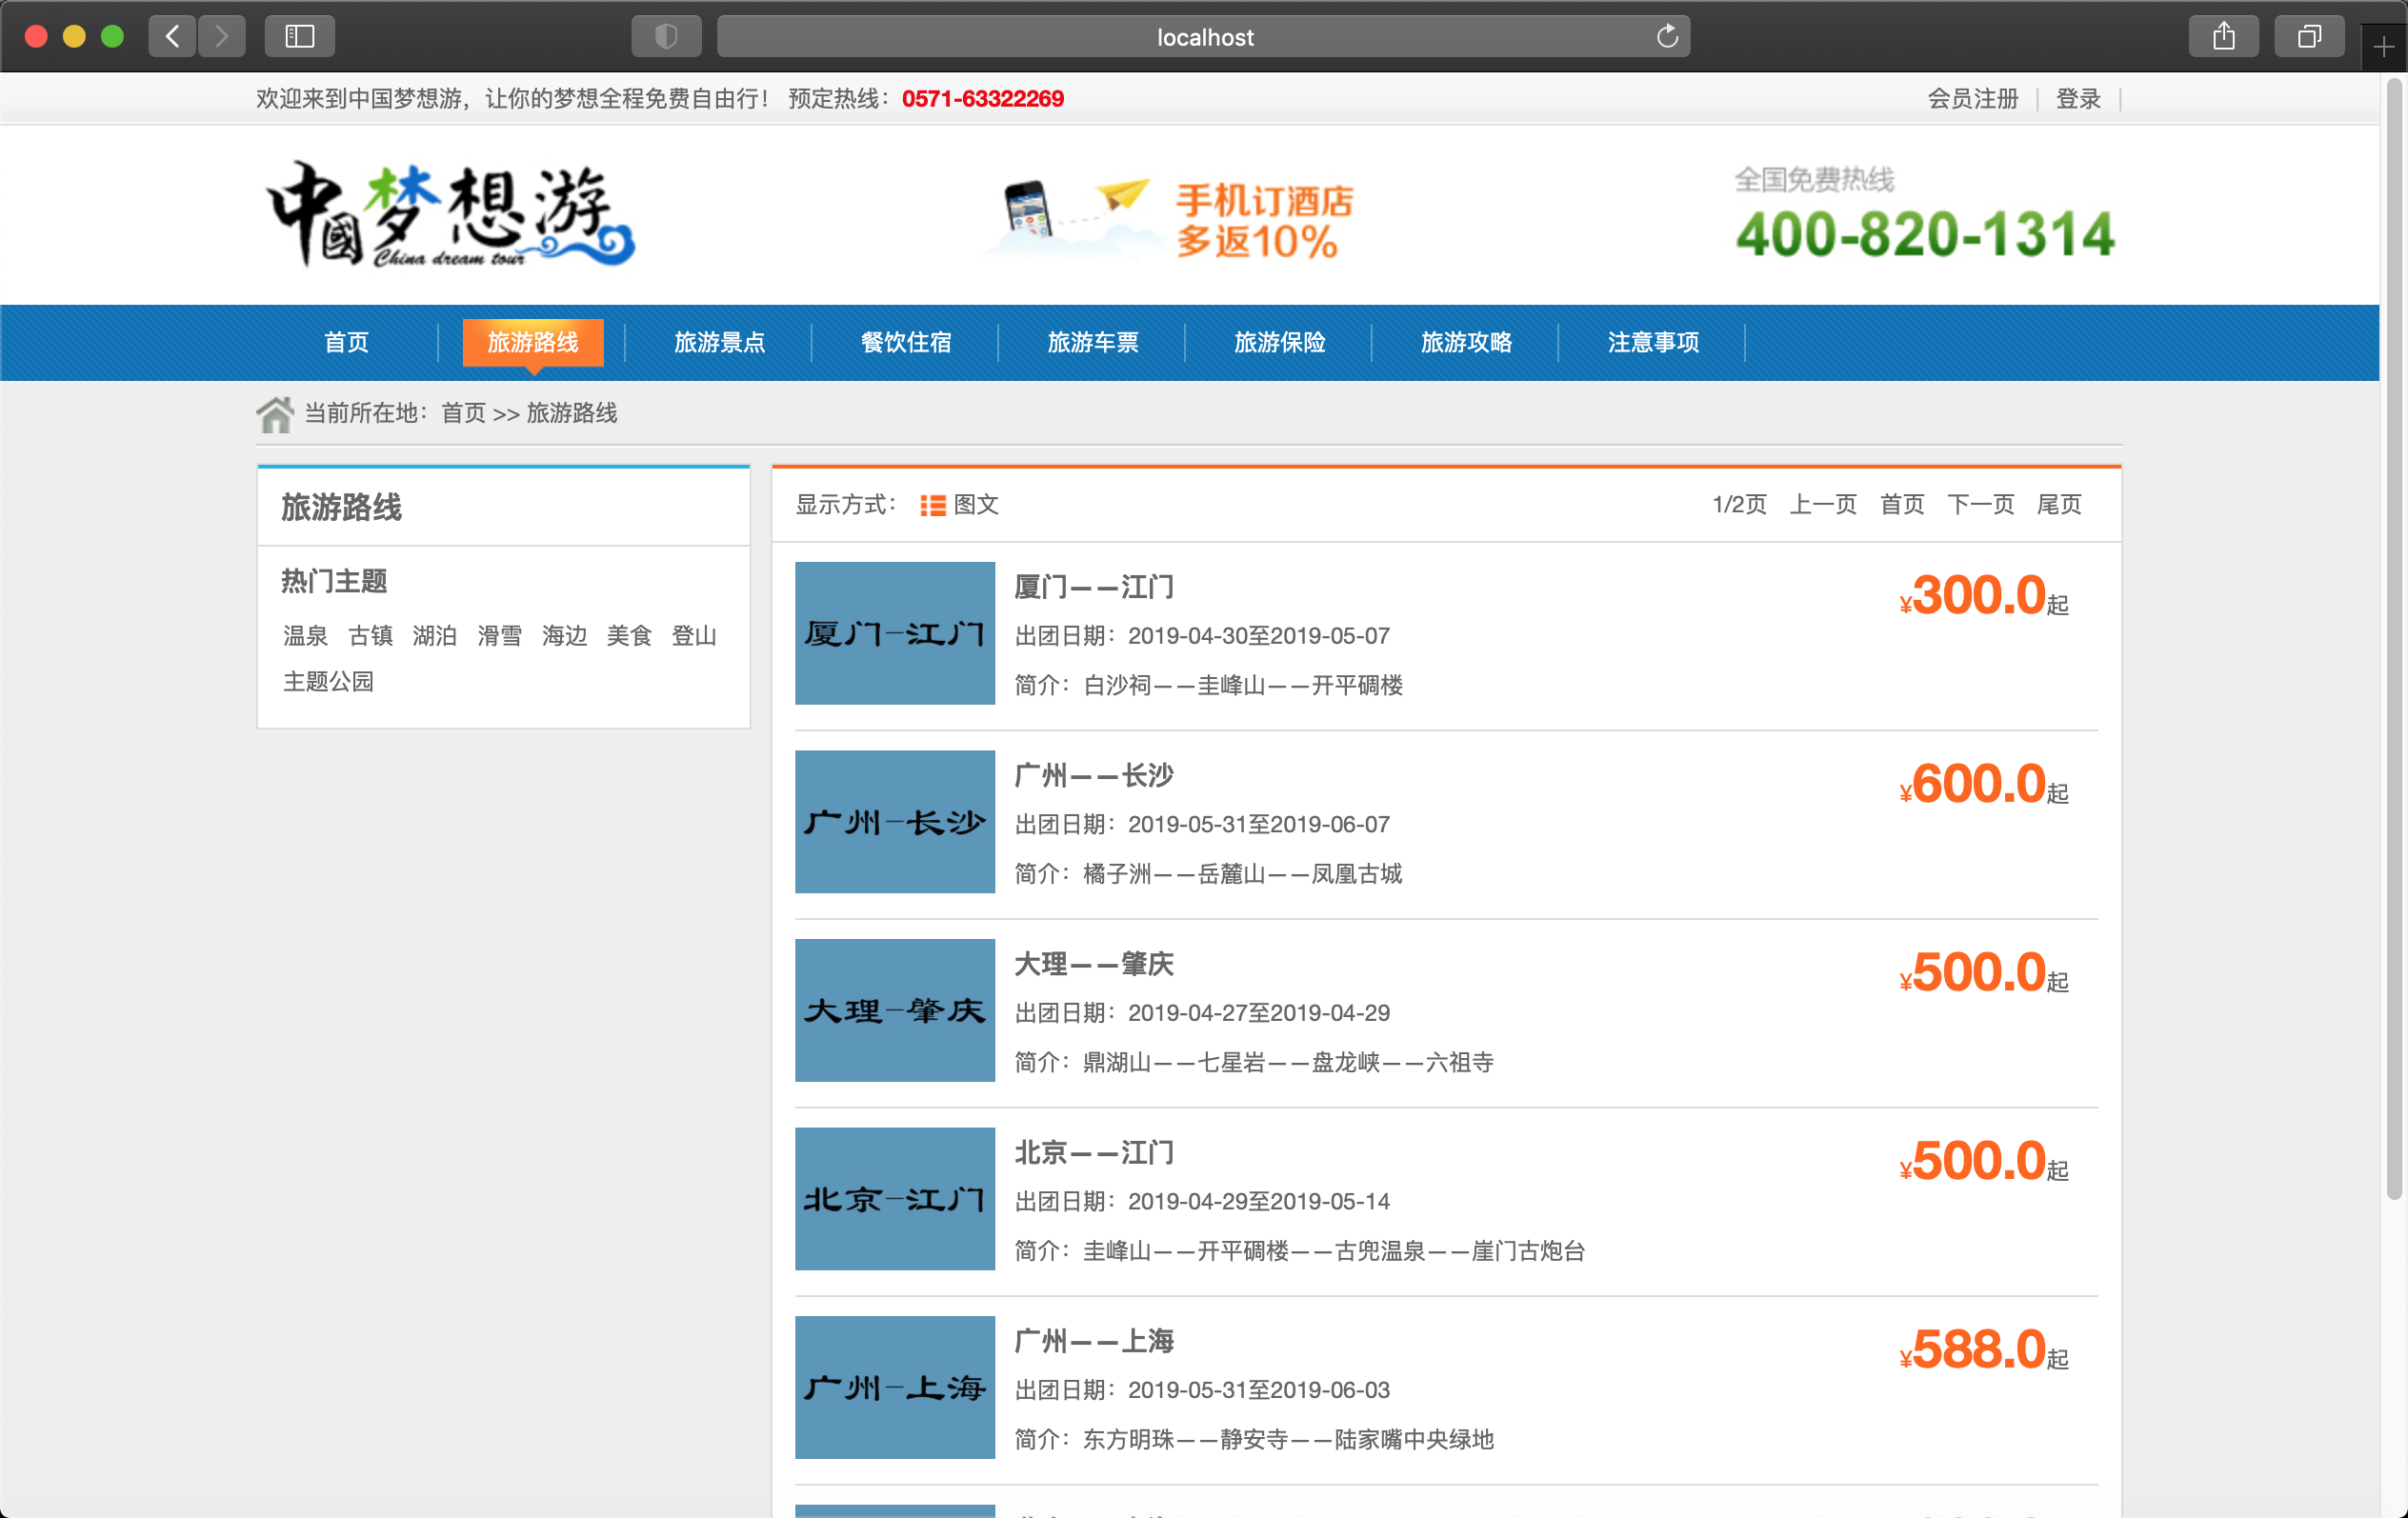 localhost
欢迎来到中国梦想游，让你的梦想全程免费自由行！ 预定热线：0571-63322269
会员注册 登录
中國梦想游
China dream tour
手机订酒店
多返10%
全国免费热线
400-820-1314
首页 旅游路线 旅游景点 餐饮住宿 旅游车票 旅游保险 旅游攻略 注意事项
当前所在地：首页 >> 旅游路线
旅游路线
热门主题
温泉 古镇 湖泊 滑雪 海边 美食 登山
主题公园
显示方式： 图文
1/2页 上一页 首页 下一页 尾页
厦门-江门
厦门——江门
¥300.0起
出团日期：2019-04-30至2019-05-07
简介：白沙祠——圭峰山——开平碉楼
广州-长沙
广州——长沙
¥600.0起
出团日期：2019-05-31至2019-06-07
简介：橘子洲——岳麓山——凤凰古城
大理-肇庆
大理——肇庆
¥500.0起
出团日期：2019-04-27至2019-04-29
简介：鼎湖山——七星岩——盘龙峡——六祖寺
北京-江门
北京——江门
¥500.0起
出团日期：2019-04-29至2019-05-14
简介：圭峰山——开平碉楼——古兜温泉——崖门古炮台
广州-上海
广州——上海
¥588.0起
出团日期：2019-05-31至2019-06-03
简介：东方明珠——静安寺——陆家嘴中央绿地